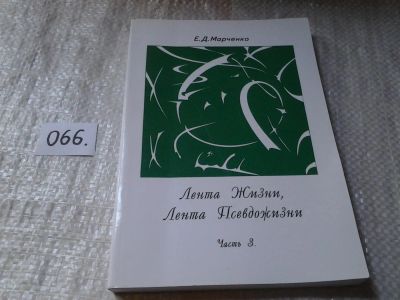 Е.Д.Марченко
066.
Лента Жизни,
Лента Псевдожизни
Часть 3.